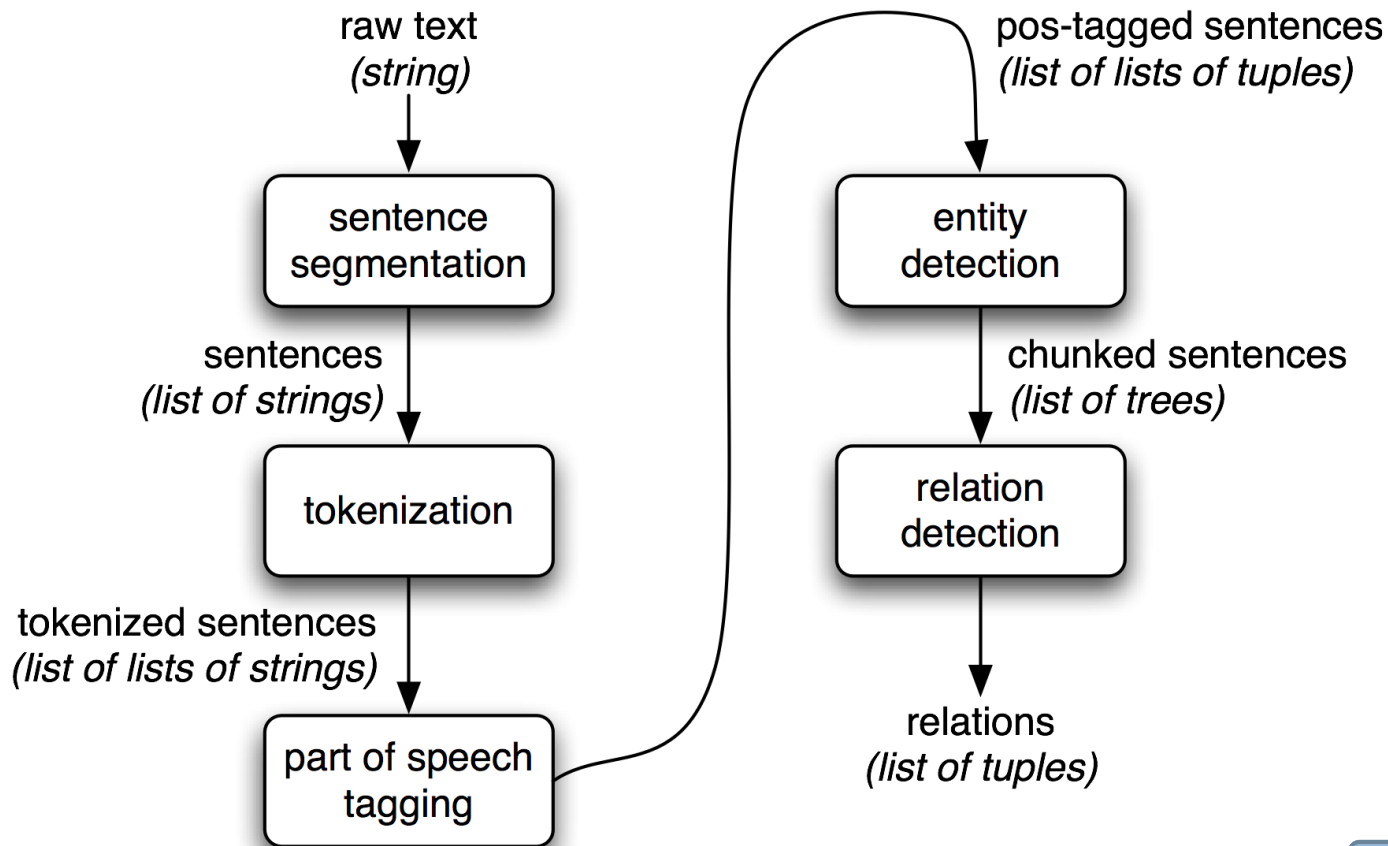 raw text
(string)
sentence
segmentation
sentences
(list of strings)
tokenization
tokenized sentences
(list of lists of strings)
part of speech
tagging
pos-tagged sentences
(list of lists of tuples)
entity
detection
chunked sentences
(list of trees)
relation
detection
relations
(list of tuples)